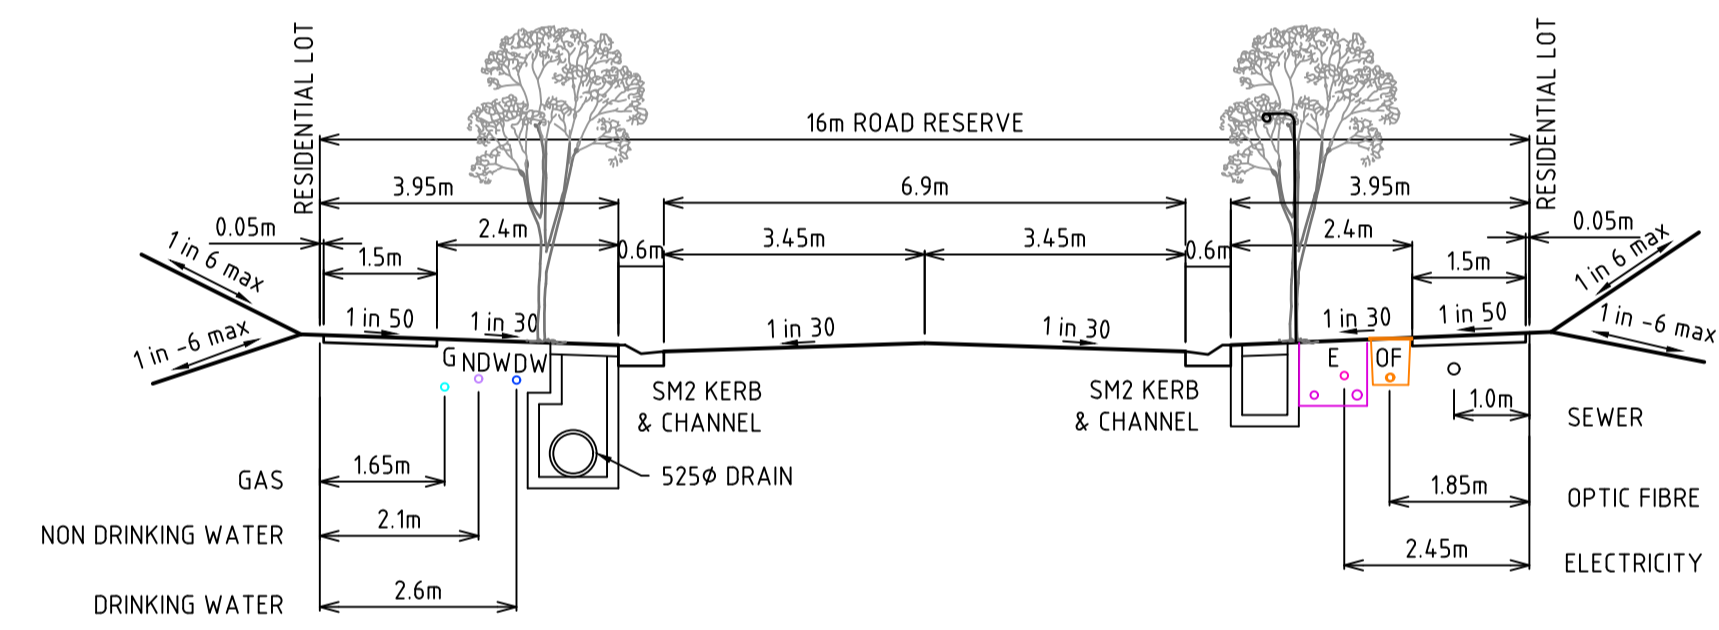 RESIDENTIAL LOT
RESIDENTIAL LOT
16m ROAD RESERVE
3.95m
6.9m
3.95m
0.05m
2.4m
0.6m
3.45m
3.45m
0.6m
2.4m
0.05m
1 in 6 max
1.5m
1.5m
1 in 6 max
1 in -6 max
1 in 50
1 in 30
1 in 30
1 in 30
1 in 30
1 in 50
1 in -6 max
G
NDW
DW
E
OF
SM2 KERB
& CHANNEL
SM2 KERB
& CHANNEL
1.0m
SEWER
GAS
1.65m
525Ø DRAIN
1.85m
OPTIC FIBRE
NON DRINKING WATER
2.1m
2.45m
ELECTRICITY
DRINKING WATER
2.6m